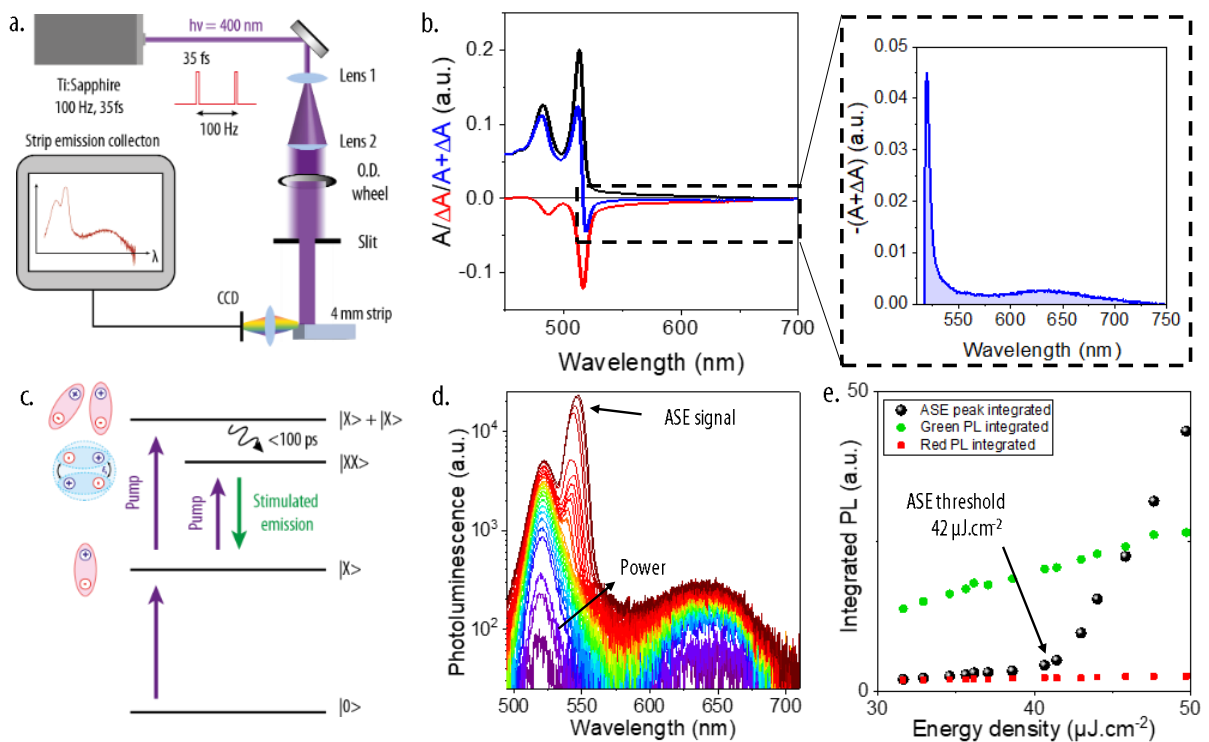 a.
hν = 400 nm
35 fs
100 Hz
Ti:Sapphire
100 Hz, 35fs
Lens 1
Lens 2
O.D.
wheel
Slit
Strip emission collecton
λ
CCD
4 mm strip
b.
A/ΔA/A+ΔA (a.u.)
0.2
0.1
0.0
-0.1
500
600
700
Wavelength (nm)
-(A+ΔA) (a.u.)
0.05
0.04
0.03
0.02
0.01
0.00
550
600
650
700
750
Wavelength (nm)
c.
|X> + |X>
<100 ps
|XX>
Pump
Pump
Stimulated
emission
|X>
|0>
d.
ASE signal
Power
Photoluminescence (a.u.)
10⁴
10³
10²
500
550
600
650
700
Wavelength (nm)
e.
50
0
Integrated PL (a.u.)
ASE peak integrated
Green PL integrated
Red PL integrated
ASE threshold
42 µJ.cm⁻²
30
40
50
Energy density (µJ.cm⁻²)